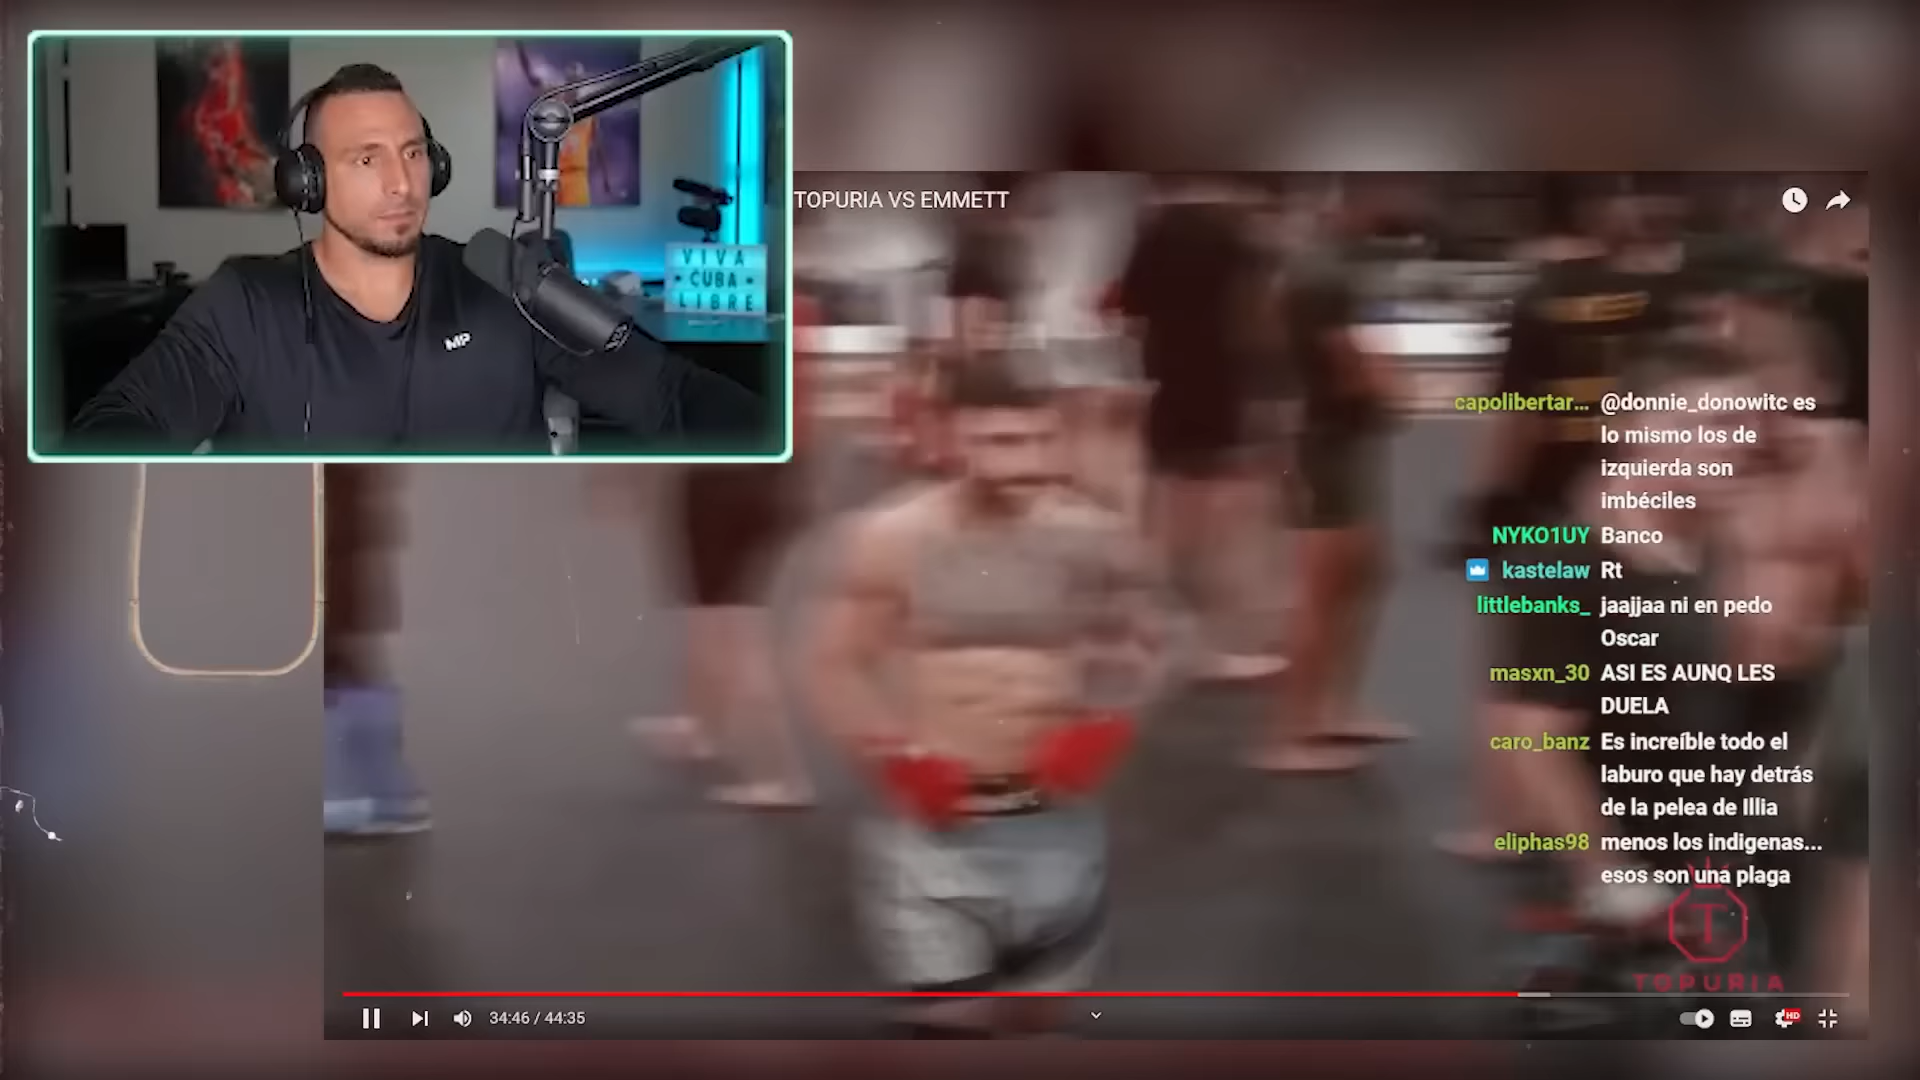 VIVA
CUBA
LIBRE
MP
TOPURIA VS EMMETT
capolibertar... @donnie_donowitc es
lo mismo los de
izquierda son
imbéciles
NYKO1UY Banco
kastelaw Rt
littlebanks_ jaajjaa ni en pedo
Oscar
masxn_30 ASI ES AUNQ LES
DUELA
caro_banz Es increíble todo el
laburo que hay detrás
de la pelea de Illia
eliphas98 menos los indigenas...
esos son una plaga
T
TOPURIA
34:46 / 44:35
HD